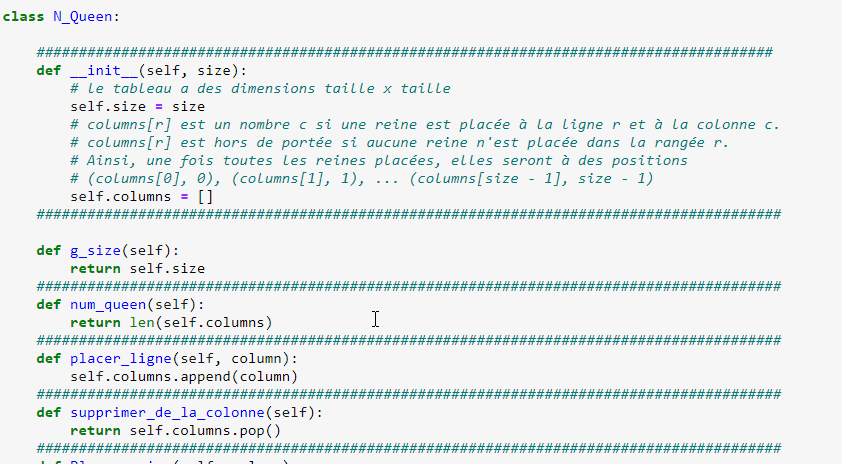 class N_Queen:
########################################################################################
def __init__(self, size):
# le tableau a des dimensions taille x taille
self.size = size
# columns[r] est un nombre c si une reine est placée à la ligne r et à la colonne c.
# columns[r] est hors de portée si aucune reine n'est placée dans la rangée r.
# Ainsi, une fois toutes les reines placées, elles seront à des positions
# (columns[0], 0), (columns[1], 1), ... (columns[size - 1], size - 1)
self.columns = []
#########################################################################################
def g_size(self):
return self.size
#########################################################################################
def num_queen(self):
return len(self.columns)
#########################################################################################
def placer_ligne(self, column):
self.columns.append(column)
#########################################################################################
def supprimer_de_la_colonne(self):
return self.columns.pop()
#########################################################################################